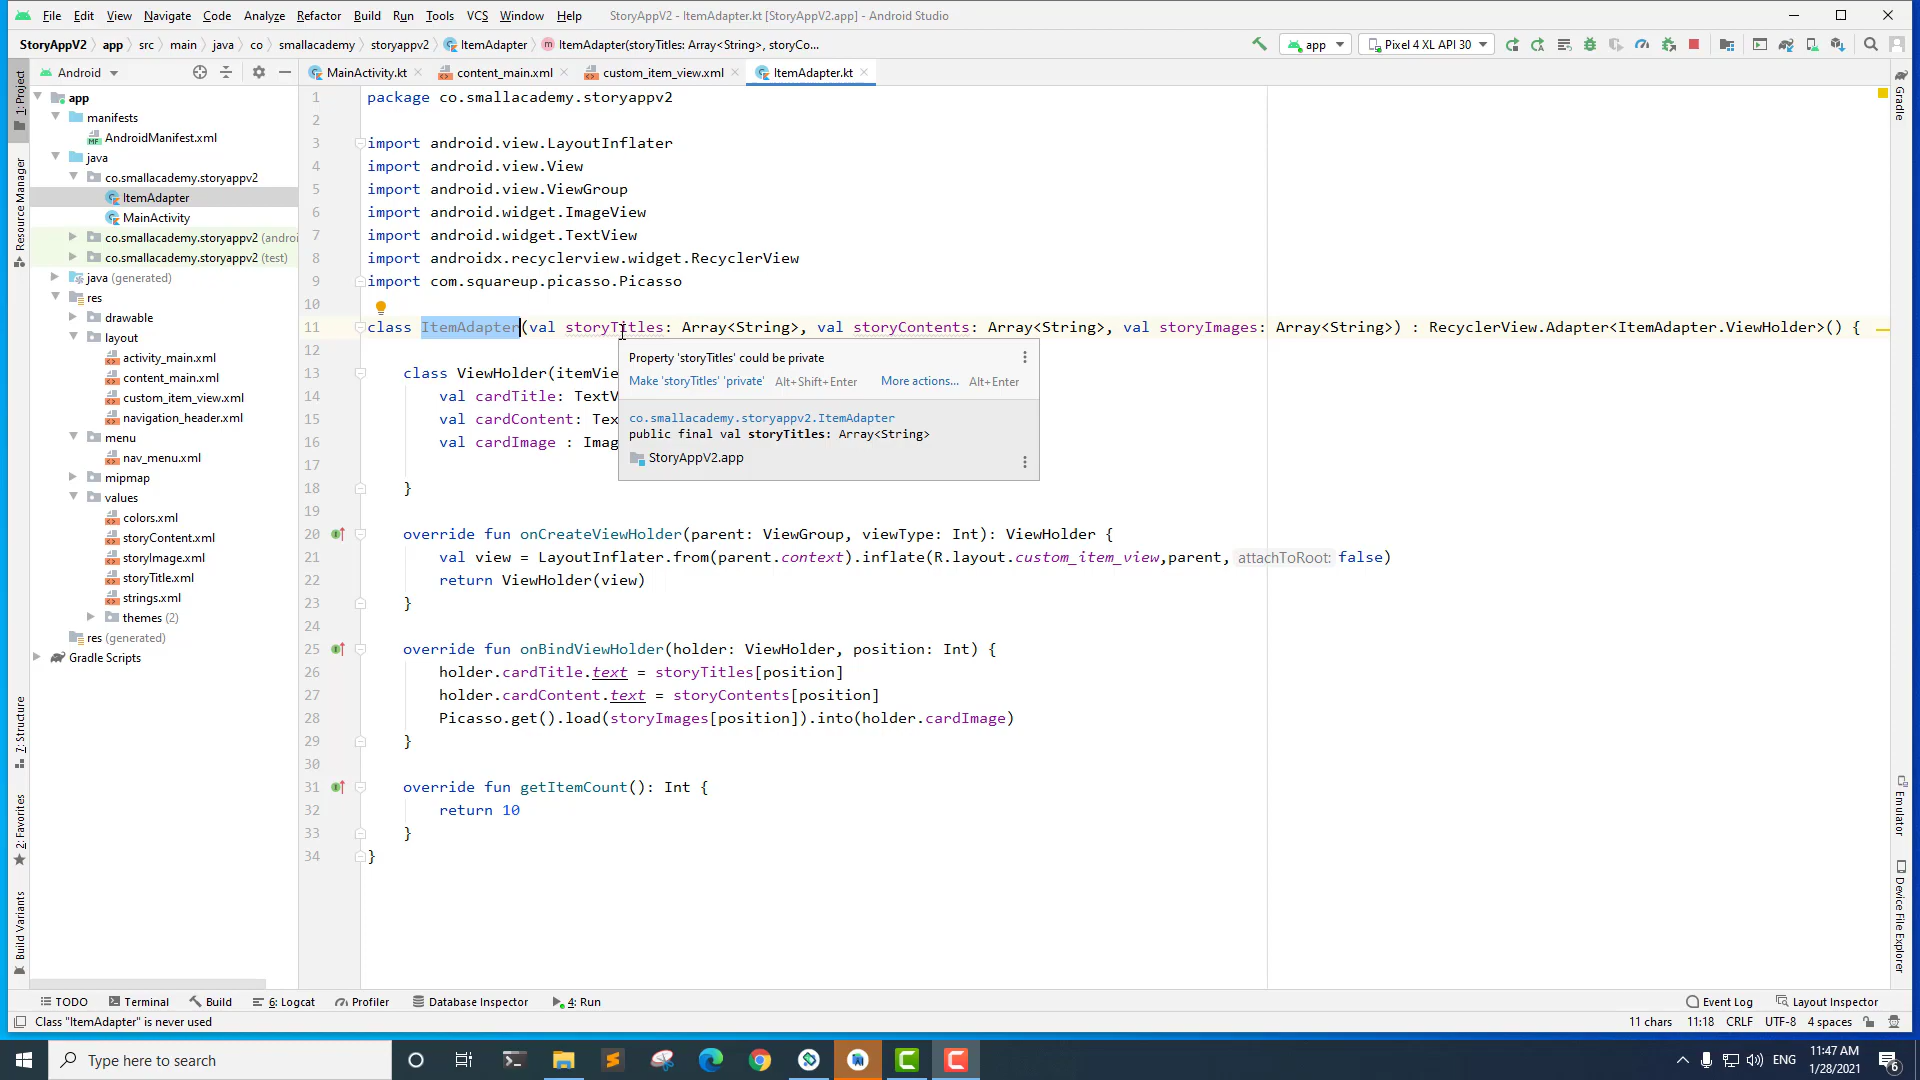 File Edit View Navigate Code Analyze Refactor Build Run Tools VCS Window Help StoryAppV2 - ItemAdapter.kt [StoryAppV2.app] - Android Studio
StoryAppV2 app src main java co smallacademy storyappv2 ItemAdapter ItemAdapter(storyTitles: Array<String>, storyCo... app Pixel 4 XL API 30
Android MainActivity.kt content_main.xml custom_item_view.xml ItemAdapter.kt
1: Project
Resource Manager
7: Structure
2: Favorites
Build Variants
app
manifests
AndroidManifest.xml
java
co.smallacademy.storyappv2
ItemAdapter
MainActivity
co.smallacademy.storyappv2 (androi
co.smallacademy.storyappv2 (test)
java (generated)
res
drawable
layout
activity_main.xml
content_main.xml
custom_item_view.xml
navigation_header.xml
menu
nav_menu.xml
mipmap
values
colors.xml
storyContent.xml
storyImage.xml
storyTitle.xml
strings.xml
themes (2)
res (generated)
Gradle Scripts
1 package co.smallacademy.storyappv2
2
3 import android.view.LayoutInflater
4 import android.view.View
5 import android.view.ViewGroup
6 import android.widget.ImageView
7 import android.widget.TextView
8 import androidx.recyclerview.widget.RecyclerView
9 import com.squareup.picasso.Picasso
10
11 class ItemAdapter(val storyTitles: Array<String>, val storyContents: Array<String>, val storyImages: Array<String>) : RecyclerView.Adapter<ItemAdapter.ViewHolder>() {
12
13 class ViewHolder(itemVie
14 val cardTitle: TextV
15 val cardContent: Tex
16 val cardImage : Imag
17
18 }
19
20 override fun onCreateViewHolder(parent: ViewGroup, viewType: Int): ViewHolder {
21 val view = LayoutInflater.from(parent.context).inflate(R.layout.custom_item_view,parent, attachToRoot: false)
22 return ViewHolder(view)
23 }
24
25 override fun onBindViewHolder(holder: ViewHolder, position: Int) {
26 holder.cardTitle.text = storyTitles[position]
27 holder.cardContent.text = storyContents[position]
28 Picasso.get().load(storyImages[position]).into(holder.cardImage)
29 }
30
31 override fun getItemCount(): Int {
32 return 10
33 }
34 }
Property 'storyTitles' could be private
Make 'storyTitles' 'private' Alt+Shift+Enter More actions... Alt+Enter
co.smallacademy.storyappv2.ItemAdapter
public final val storyTitles: Array<String>
StoryAppV2.app
Gradle
Emulator
Device File Explorer
TODO Terminal Build 6: Logcat Profiler Database Inspector 4: Run Event Log Layout Inspector
Class "ItemAdapter" is never used 11 chars 11:18 CRLF UTF-8 4 spaces
Type here to search ENG 11:47 AM
1/28/2021
6